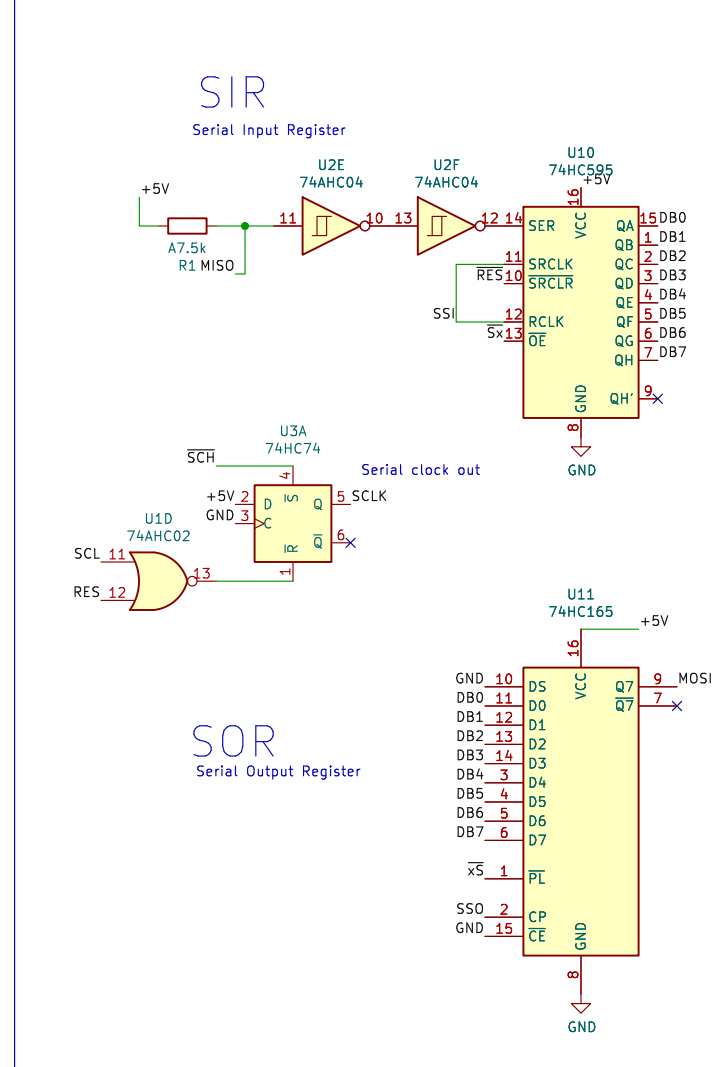 SIR
Serial Input Register
+5V
A7.5k
R1 MISO
U2E
74AHC04
11
10
U2F
74AHC04
13
12
U10
74HC595
+5V
16
VCC
14 SER
11 SRCLK
RES 10 SRCLR
SSI
12 RCLK
Sx 13 OE
QA 15 DB0
QB 1 DB1
QC 2 DB2
QD 3 DB3
QE 4 DB4
QF 5 DB5
QG 6 DB6
QH 7 DB7
QH' 9
GND
8
GND
U3A
74HC74
SCH
4
S
+5V 2 D
GND 3 C
Q 5 SCLK
Q 6
R
1
Serial clock out
U1D
74AHC02
SCL 11
RES 12
13
SOR
Serial Output Register
U11
74HC165
+5V
16
VCC
GND 10 DS
DB0 11 D0
DB1 12 D1
DB2 13 D2
DB3 14 D3
DB4 3 D4
DB5 4 D5
DB6 5 D6
DB7 6 D7
xS 1 PL
SSO 2 CP
GND 15 CE
Q7 9 MOSI
Q7 7
GND
8
GND